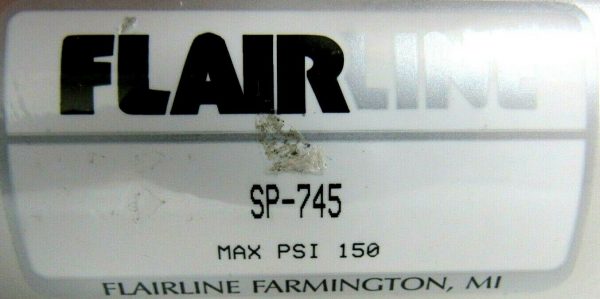 FLAIRLINE
SP-745
MAX PSI 150
FLAIRLINE FARMINGTON, MI